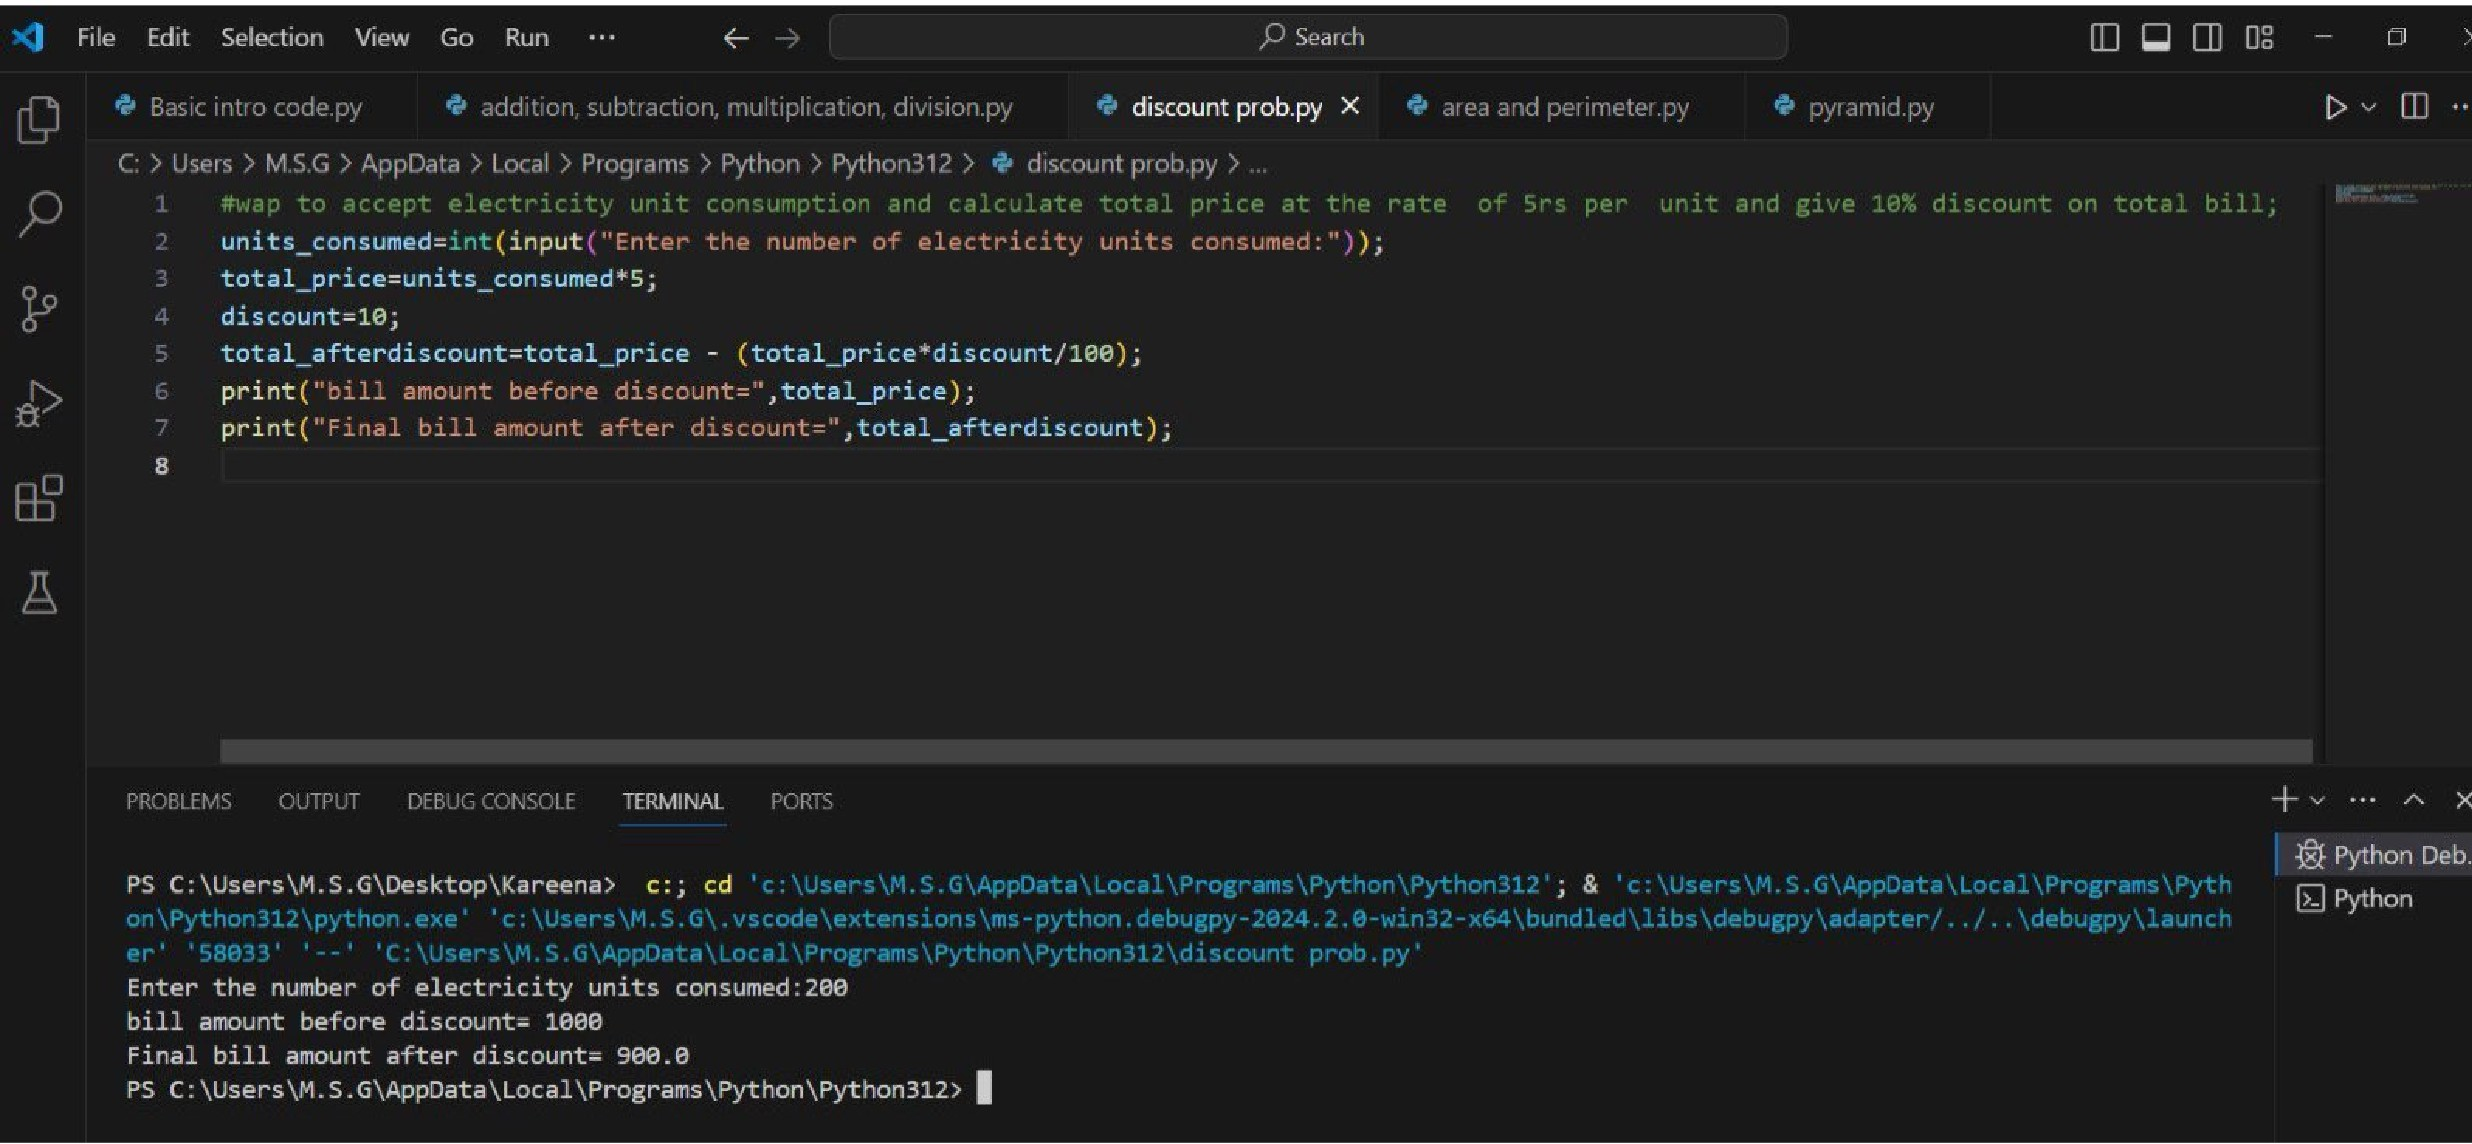 File Edit Selection View Go Run ... Search
Basic intro code.py addition, subtraction, multiplication, division.py discount prob.py area and perimeter.py pyramid.py
C: > Users > M.S.G > AppData > Local > Programs > Python > Python312 > discount prob.py > ...
1 #wap to accept electricity unit consumption and calculate total price at the rate  of 5rs per  unit and give 10% discount on total bill;
2 units_consumed=int(input("Enter the number of electricity units consumed:"));
3 total_price=units_consumed*5;
4 discount=10;
5 total_afterdiscount=total_price - (total_price*discount/100);
6 print("bill amount before discount=",total_price);
7 print("Final bill amount after discount=",total_afterdiscount);
8
PROBLEMS OUTPUT DEBUG CONSOLE TERMINAL PORTS
Python Deb...
Python
PS C:\Users\M.S.G\Desktop\Kareena>  c:; cd 'c:\Users\M.S.G\AppData\Local\Programs\Python\Python312'; & 'c:\Users\M.S.G\AppData\Local\Programs\Pyth
on\Python312\python.exe' 'c:\Users\M.S.G\.vscode\extensions\ms-python.debugpy-2024.2.0-win32-x64\bundled\libs\debugpy\adapter/../..\debugpy\launch
er' '58033' '--' 'C:\Users\M.S.G\AppData\Local\Programs\Python\Python312\discount prob.py'
Enter the number of electricity units consumed:200
bill amount before discount= 1000
Final bill amount after discount= 900.0
PS C:\Users\M.S.G\AppData\Local\Programs\Python\Python312>